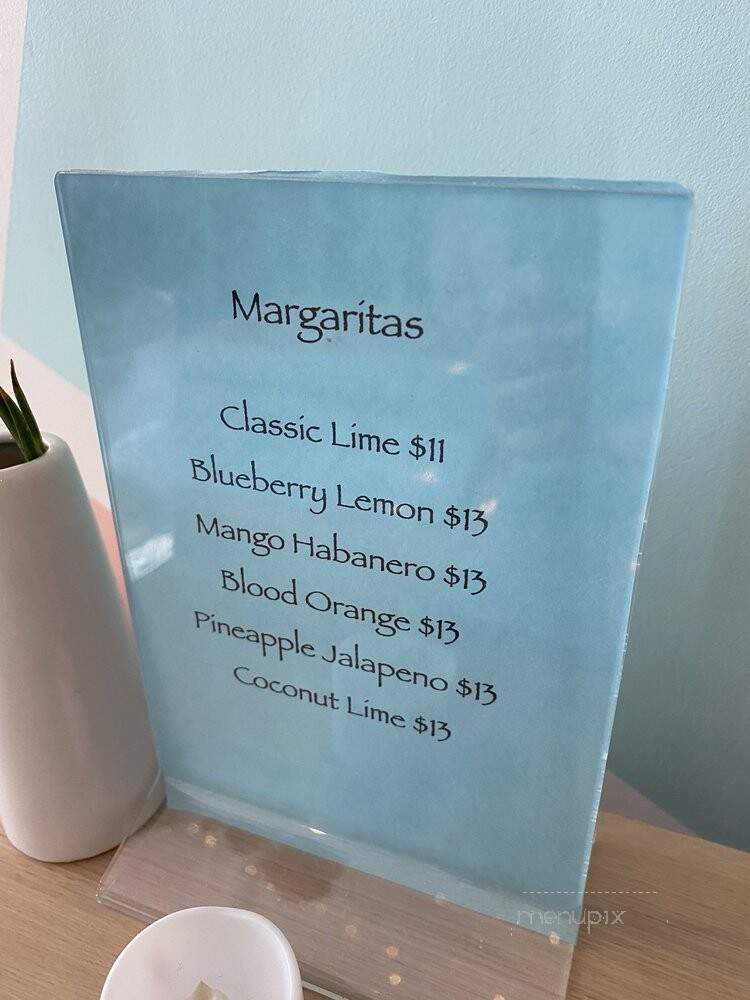 Margaritas
Classic Lime $11
Blueberry Lemon $13
Mango Habanero $13
Blood Orange $13
Pineapple Jalapeno $13
Coconut Lime $13
menupix